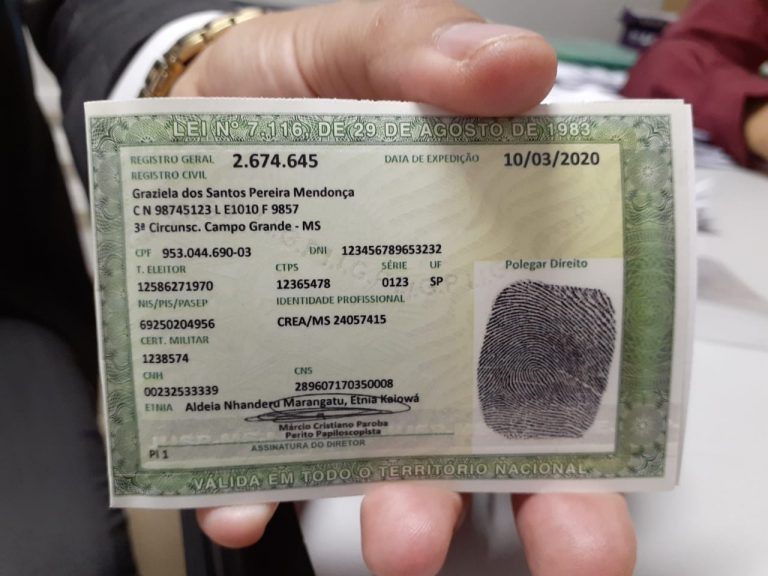 LEI Nº 7.116, DE 29 DE AGOSTO DE 1983
REGISTRO GERAL 2.674.645 DATA DE EXPEDIÇÃO 10/03/2020
REGISTRO CIVIL
Graziela dos Santos Pereira Mendonça
C N 98745123 L E1010 F 9857
3ª Circunsc. Campo Grande - MS
CPF 953.044.690-03 DNI 123456789653232
T. ELEITOR CTPS SÉRIE UF
12586271970 12365478 0123 SP
NIS/PIS/PASEP IDENTIDADE PROFISSIONAL
69250204956 CREA/MS 24057415
CERT. MILITAR
1238574
CNH CNS
00232533339 289607170350008
ETNIA Aldeia Nhanderu Marangatu, Etnia Kaiowá
Márcio Cristiano Paroba
Perito Papiloscopista
ASSINATURA DO DIRETOR
PI 1
Polegar Direito
VÁLIDA EM TODO O TERRITÓRIO NACIONAL